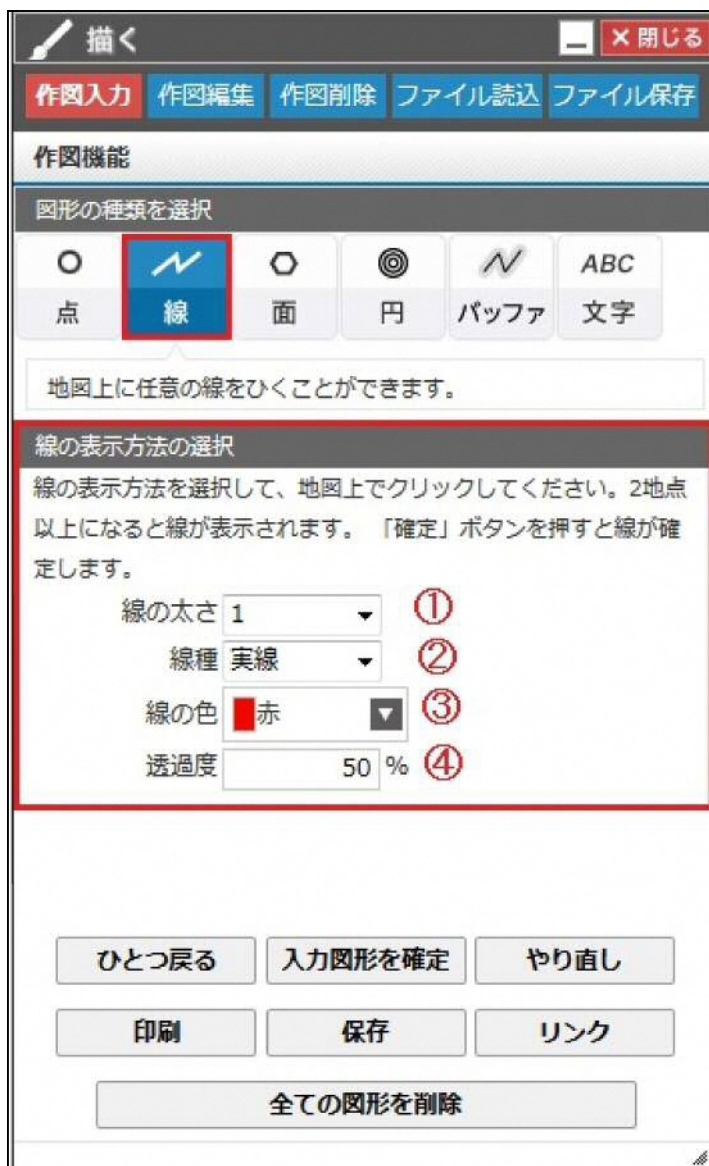 描く × 閉じる
作図入力 作図編集 作図削除 ファイル読込 ファイル保存
作図機能
図形の種類を選択
ABC
点 線 面 円 バッファ 文字
地図上に任意の線をひくことができます。
線の表示方法の選択
線の表示方法を選択して、地図上でクリックしてください。2地点
以上になると線が表示されます。 「確定」ボタンを押すと線が確
定します。
線の太さ 1 ①
線種 実線 ②
線の色 赤 ③
透過度 50 % ④
ひとつ戻る 入力図形を確定 やり直し
印刷 保存 リンク
全ての図形を削除